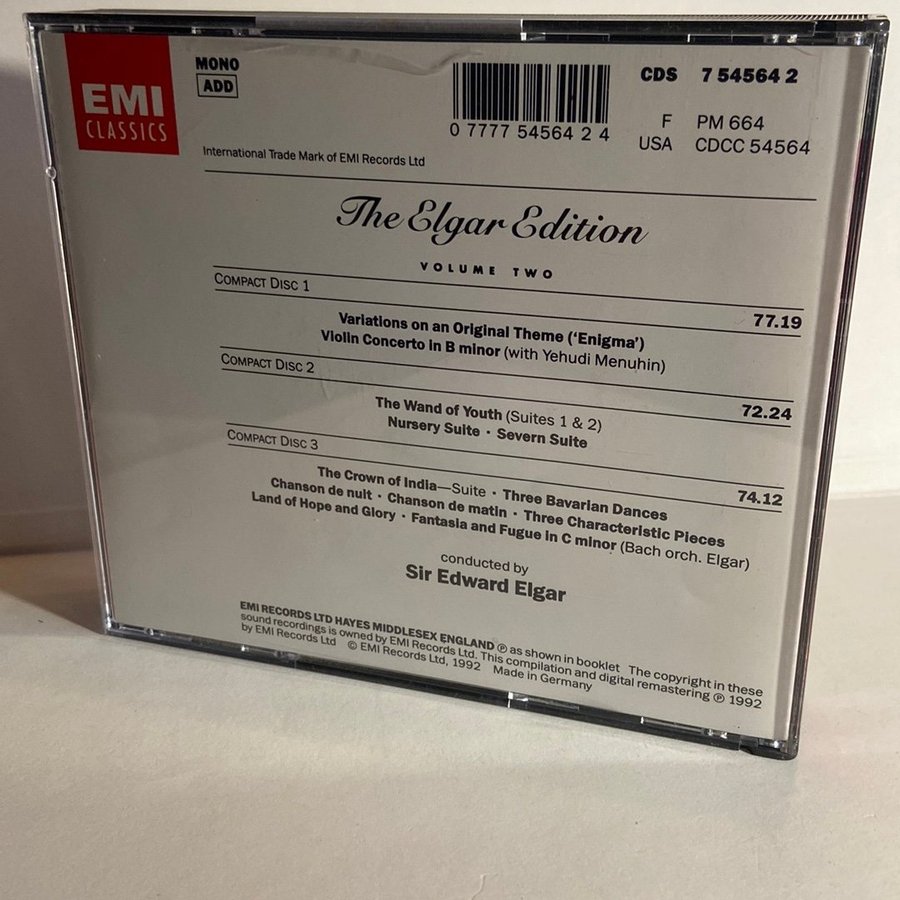 EMI
CLASSICS
MONO
ADD
International Trade Mark of EMI Records Ltd
0 7777 54564 2 4
CDS 7 54564 2
F PM 664
USA CDCC 54564
The Elgar Edition
VOLUME TWO
COMPACT DISC 1
77.19
Variations on an Original Theme (‘Enigma’)
Violin Concerto in B minor (with Yehudi Menuhin)
COMPACT DISC 2
72.24
The Wand of Youth (Suites 1 & 2)
Nursery Suite · Severn Suite
COMPACT DISC 3
74.12
The Crown of India—Suite · Three Bavarian Dances
Chanson de nuit · Chanson de matin · Three Characteristic Pieces
Land of Hope and Glory · Fantasia and Fugue in C minor (Bach orch. Elgar)
conducted by
Sir Edward Elgar
EMI RECORDS LTD HAYES MIDDLESEX ENGLAND ℗ as shown in booklet The copyright in these
sound recordings is owned by EMI Records Ltd. This compilation and digital remastering ℗ 1992
by EMI Records Ltd © EMI Records Ltd, 1992 Made in Germany